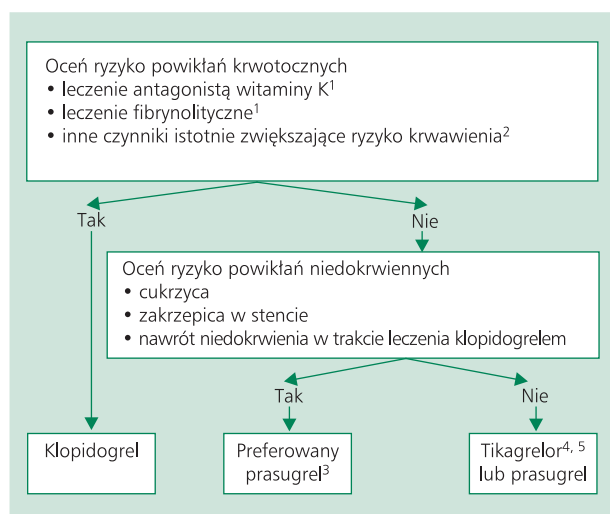 Oceń ryzyko powikłań krwotocznych
• leczenie antagonistą witaminy K¹
• leczenie fibrynolityczne¹
• inne czynniki istotnie zwiększające ryzyko krwawienia²
Tak
Nie
Oceń ryzyko powikłań niedokrwiennych
• cukrzyca
• zakrzepica w stencie
• nawrót niedokrwienia w trakcie leczenia klopidogrelem
Tak
Nie
Klopidogrel
Preferowany
prasugrel³
Tikagrelor⁴, ⁵
lub prasugrel